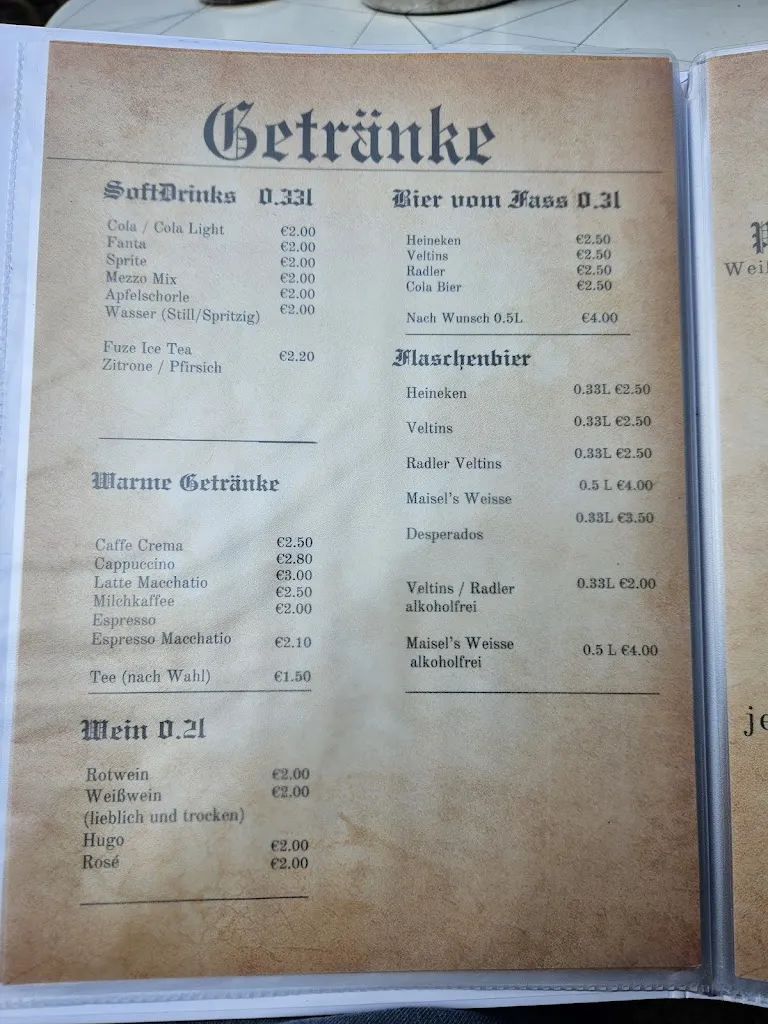 Getränke
SoftDrinks 0.33l
Cola / Cola Light €2.00
Fanta €2.00
Sprite €2.00
Mezzo Mix €2.00
Apfelschorle €2.00
Wasser (Still/Spritzig) €2.00
Fuze Ice Tea
Zitrone / Pfirsich €2.20
Warme Getränke
Caffe Crema €2.50
Cappuccino €2.80
Latte Macchatio €3.00
Milchkaffee €2.50
Espresso €2.00
Espresso Macchatio €2.10
Tee (nach Wahl) €1.50
Wein 0.2l
Rotwein €2.00
Weißwein €2.00
(lieblich und trocken)
Hugo €2.00
Rosé €2.00
Bier vom Fass 0.3l
Heineken €2.50
Veltins €2.50
Radler €2.50
Cola Bier €2.50
Nach Wunsch 0.5L €4.00
Flaschenbier
Heineken 0.33L €2.50
Veltins 0.33L €2.50
Radler Veltins 0.33L €2.50
Maisel's Weisse 0.5 L €4.00
Desperados 0.33L €3.50
Veltins / Radler 0.33L €2.00
alkoholfrei
Maisel's Weisse 0.5 L €4.00
alkoholfrei
Wei
je